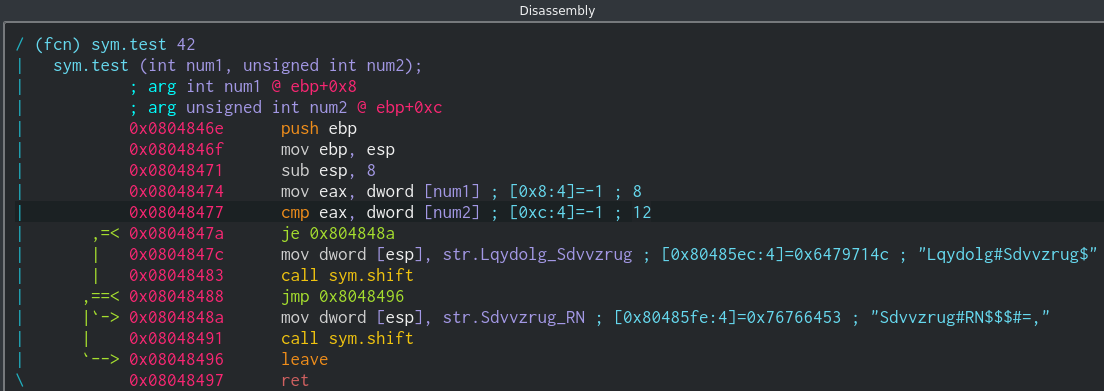 Disassembly
/ (fcn) sym.test 42
|   sym.test (int num1, unsigned int num2);
|           ; arg int num1 @ ebp+0x8
|           ; arg unsigned int num2 @ ebp+0xc
|           0x0804846e      push ebp
|           0x0804846f      mov ebp, esp
|           0x08048471      sub esp, 8
|           0x08048474      mov eax, dword [num1] ; [0x8:4]=-1 ; 8
|           0x08048477      cmp eax, dword [num2] ; [0xc:4]=-1 ; 12
|       ,=< 0x0804847a      je 0x804848a
|       |   0x0804847c      mov dword [esp], str.Lqydolg_Sdvvzrug ; [0x80485ec:4]=0x6479714c ; "Lqydolg#Sdvvzrug$"
|       |   0x08048483      call sym.shift
|      ,==< 0x08048488      jmp 0x8048496
|      |`-> 0x0804848a      mov dword [esp], str.Sdvvzrug_RN ; [0x80485fe:4]=0x76766453 ; "Sdvvzrug#RN$$$#=,"
|      |    0x08048491      call sym.shift
|      `--> 0x08048496      leave
\           0x08048497      ret